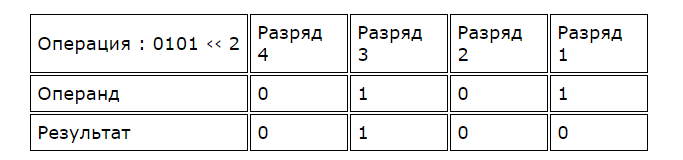 Операция : 0101 << 2 Разряд 4 Разряд 3 Разряд 2 Разряд 1
Операнд 0 1 0 1
Результат 0 1 0 0